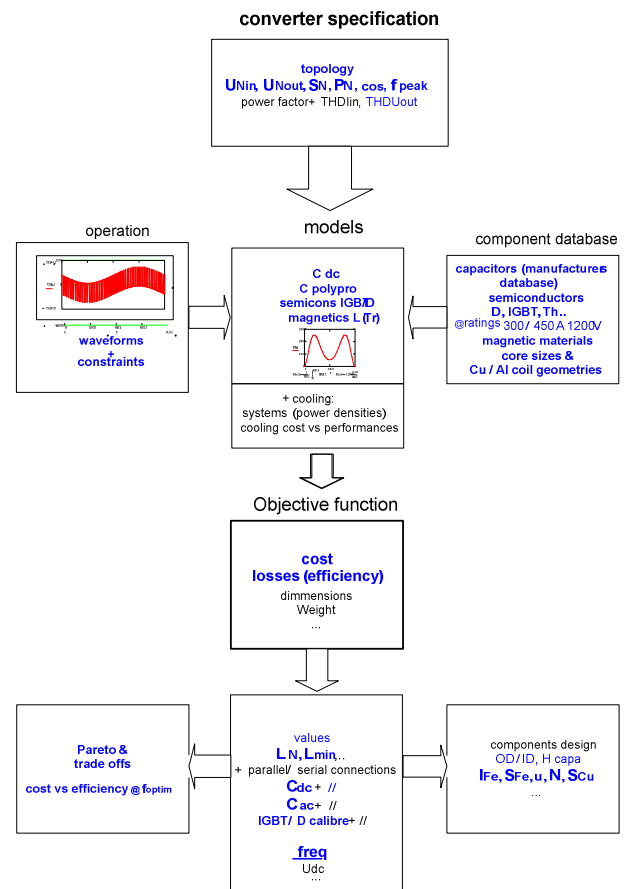 converter specification
topology
UNin, UNout, SN, PN, cos, f peak
power factor+ THDIin, THDUout
operation
waveforms
+
constraints
models
C dc
C polypro
semicons IGB/D
magnetics L (Tr)
+ cooling:
systems (power densities)
cooling cost vs performances
component database
capacitors (manufacturers
database)
semiconductors
D, IGBT, Th..
@ratings 300 / 450 A 1200V
magnetic materials
core sizes &
Cu / Al coil geometries
Objective function
cost
losses (efficiency)
dimmensions
Weight
...
Pareto &
trade offs
cost vs efficiency @ foptim
values
L N, Lmin,..
+ parallel/ serial connections
Cdc + //
C ac + //
IGBT/ D calibre+ //
freq
Udc
...
components design
OD / ID, H capa
lFe, SFe, u, N, SCu
...